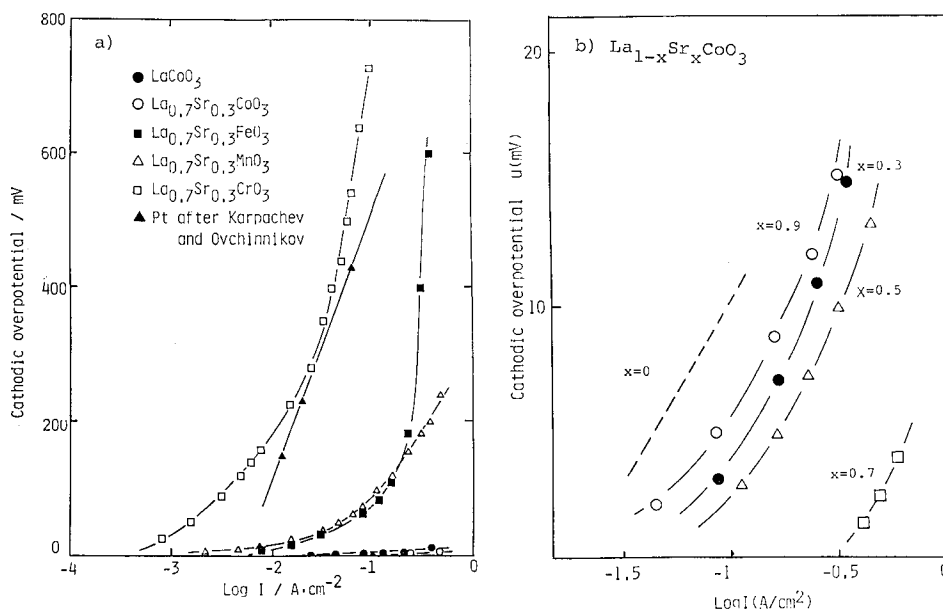 800
600
400
200
0
Cathodic overpotential / mV
a)
LaCoO3
La0,7Sr0,3CoO3
La0,7Sr0,3FeO3
La0,7Sr0,3MnO3
La0,7Sr0,3CrO3
Pt after Karpachev
and Ovchinnikov
-4
-3
-2
-1
0
Log I / A·cm-2
20
10
Cathodic overpotential u(mV)
b) La1-xSrxCoO3
x=0.3
x=0.9
x=0.5
x=0
x=0.7
-1.5
-1
-0.5
0
LogI(A/cm2)